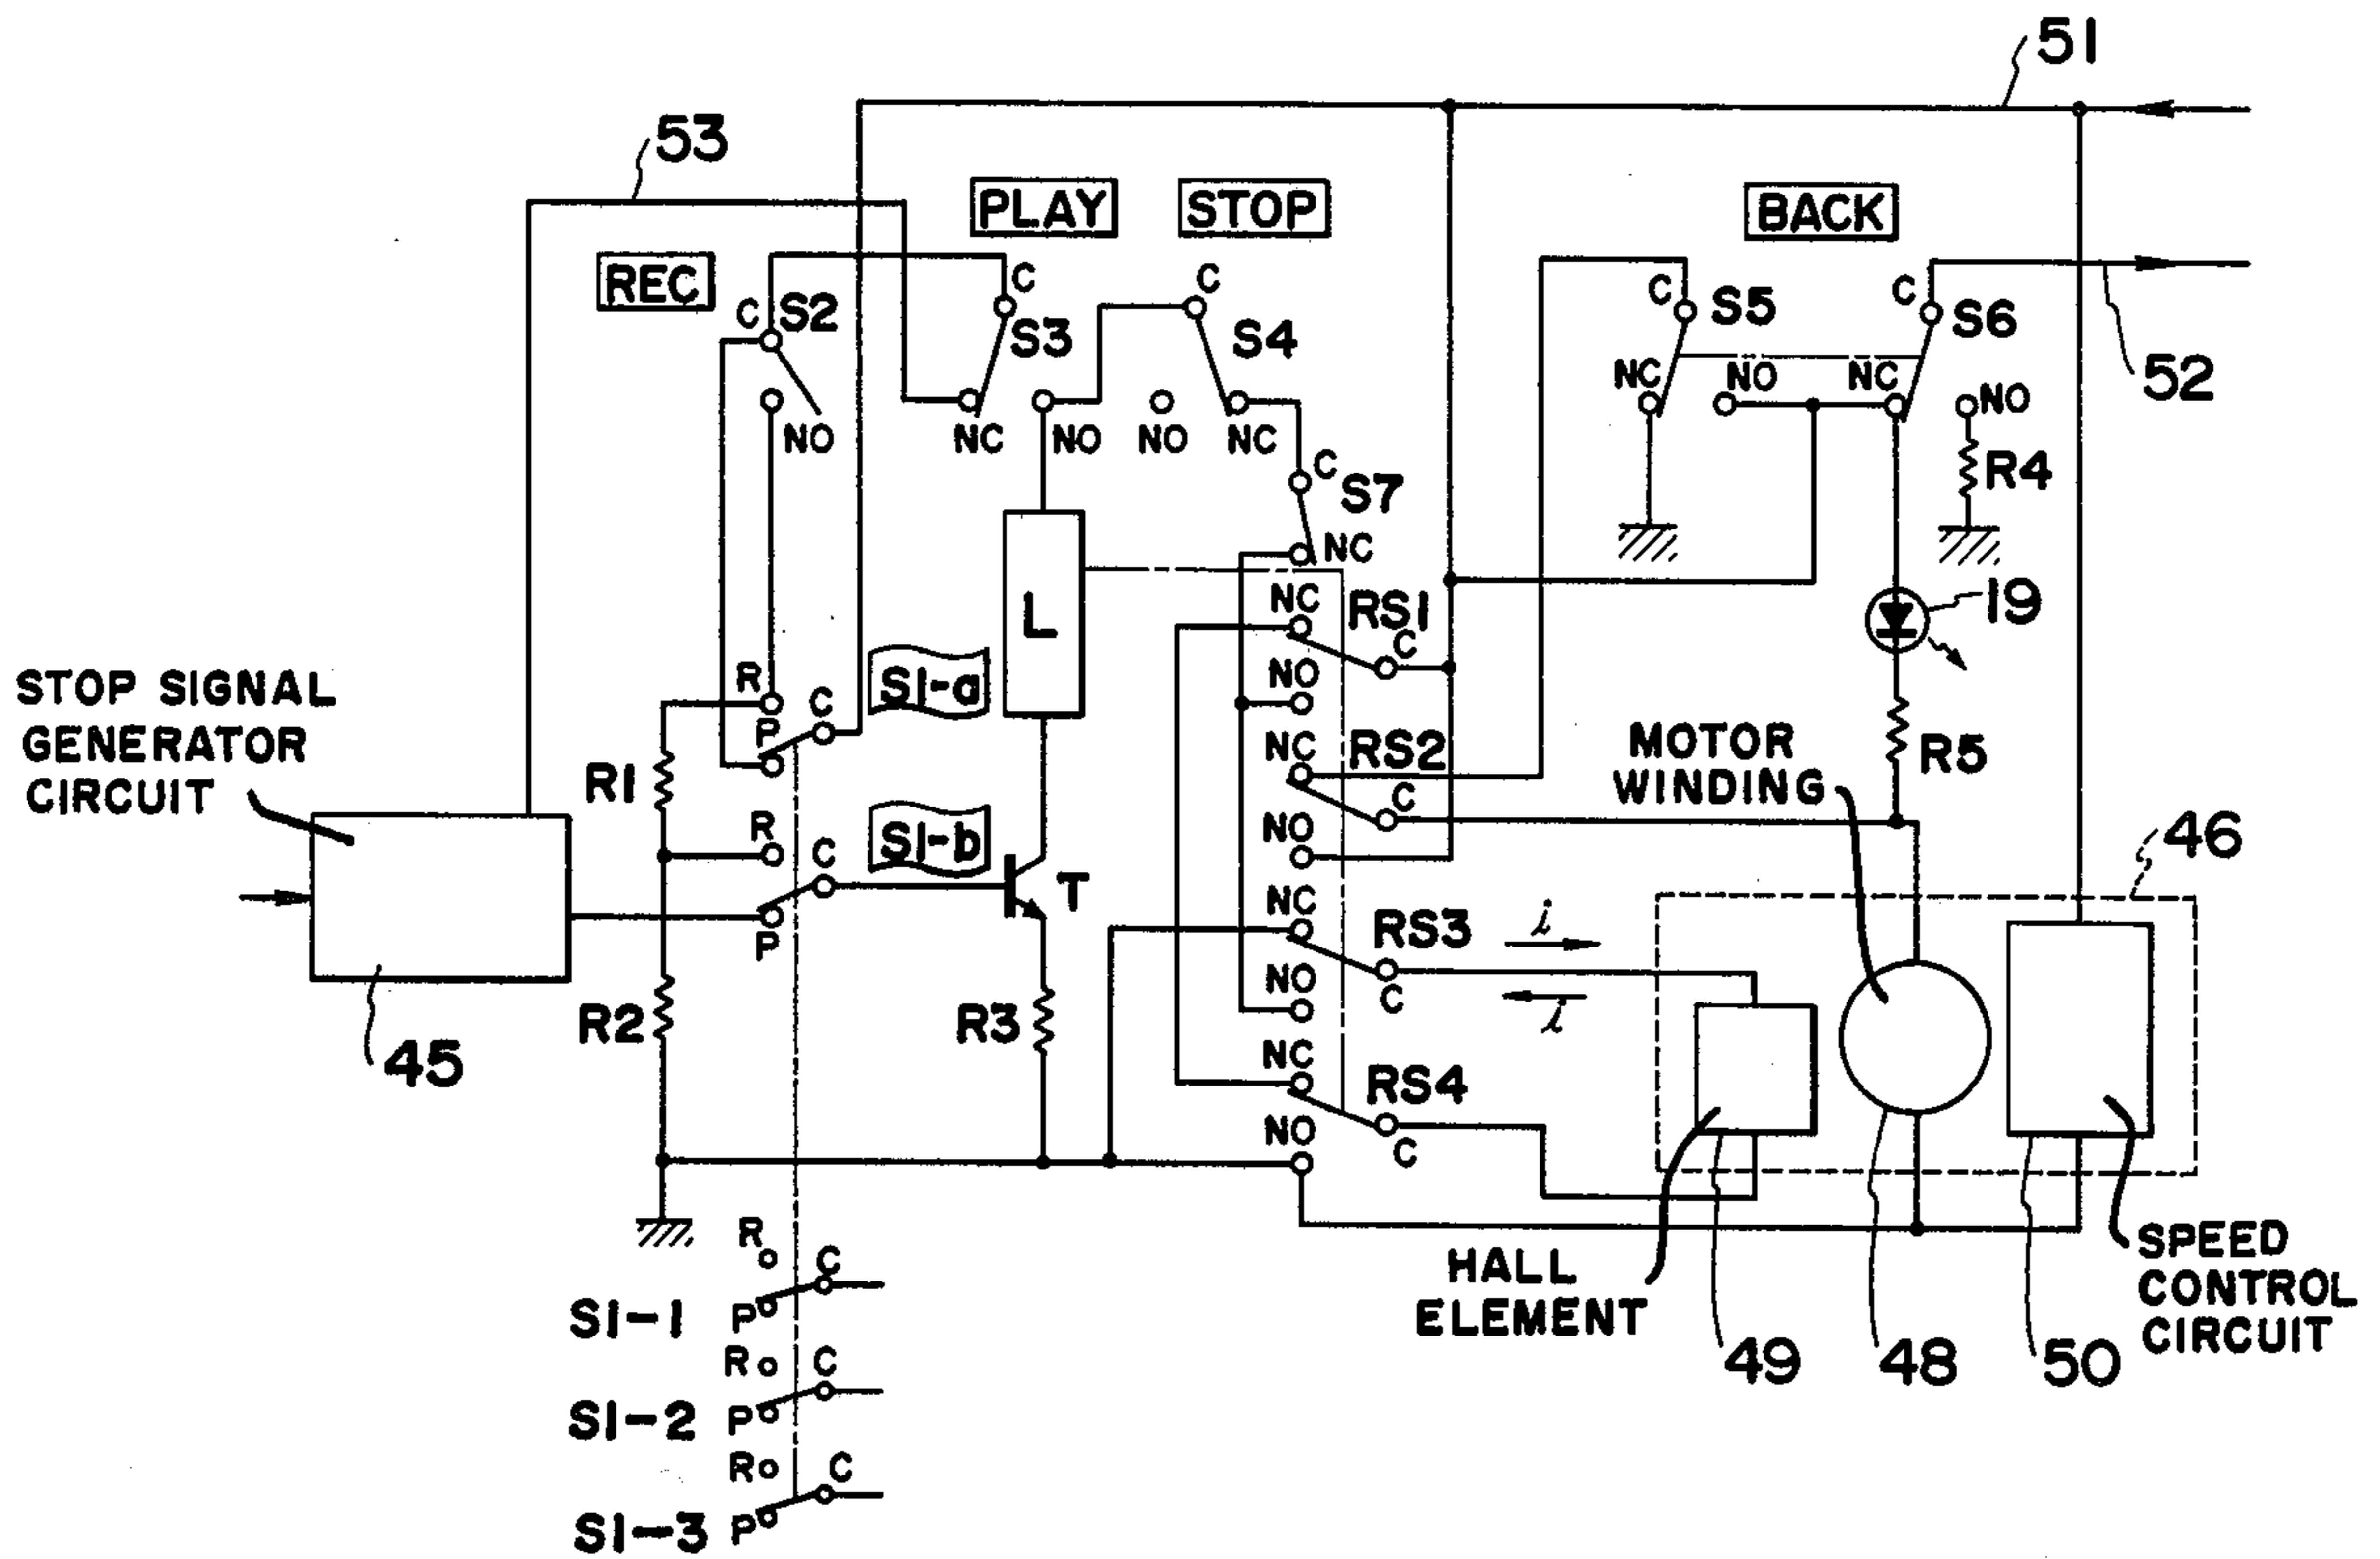 51
53
PLAY
STOP
BACK
REC
C
S2
C
S3
C
S4
C
S5
C
S6
52
NO
NC
NO
NO
NC
NC
NO
NC
NO
R4
C
S7
NC
L
NC
RS1
C
NO
19
STOP SIGNAL
GENERATOR
CIRCUIT
R
P
C
S1-a
R1
NC
RS2
C
NO
MOTOR
WINDING
R5
R
C
P
S1-b
T
46
NC
RS3
C
NO
i
i
45
R2
R3
NC
RS4
C
NO
R
C
S1-1
P
R
C
S1-2
P
R
C
S1-3
P
HALL
ELEMENT
49
48
50
SPEED
CONTROL
CIRCUIT